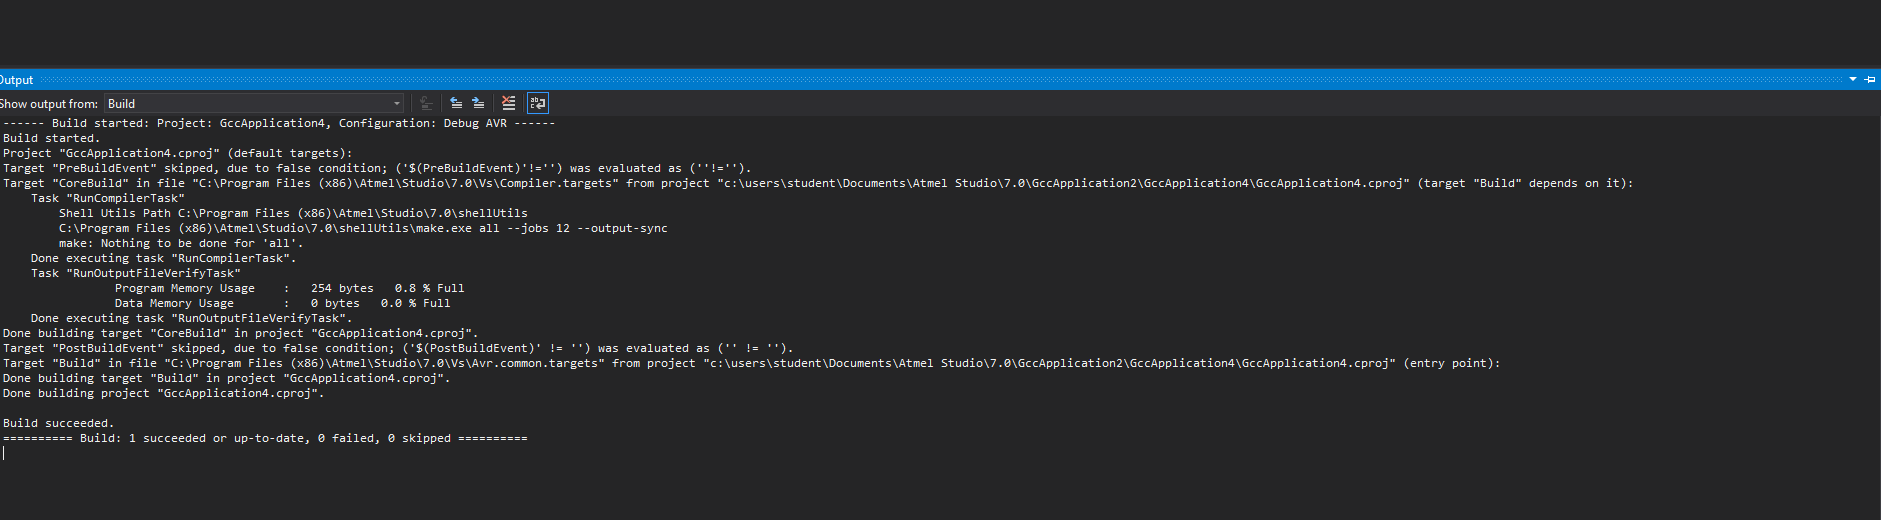 Output
Show output from: Build
------ Build started: Project: GccApplication4, Configuration: Debug AVR ------
Build started.
Project "GccApplication4.cproj" (default targets):
Target "PreBuildEvent" skipped, due to false condition; ('$(PreBuildEvent)'!='') was evaluated as (''!='').
Target "CoreBuild" in file "C:\Program Files (x86)\Atmel\Studio\7.0\Vs\Compiler.targets" from project "c:\users\student\Documents\Atmel Studio\7.0\GccApplication2\GccApplication4\GccApplication4.cproj" (target "Build" depends on it):
Task "RunCompilerTask"
Shell Utils Path C:\Program Files (x86)\Atmel\Studio\7.0\shellUtils
C:\Program Files (x86)\Atmel\Studio\7.0\shellUtils\make.exe all --jobs 12 --output-sync
make: Nothing to be done for 'all'.
Done executing task "RunCompilerTask".
Task "RunOutputFileVerifyTask"
Program Memory Usage : 254 bytes 0.8 % Full
Data Memory Usage : 0 bytes 0.0 % Full
Done executing task "RunOutputFileVerifyTask".
Done building target "CoreBuild" in project "GccApplication4.cproj".
Target "PostBuildEvent" skipped, due to false condition; ('$(PostBuildEvent)' != '') was evaluated as ('' != '').
Target "Build" in file "C:\Program Files (x86)\Atmel\Studio\7.0\Vs\Avr.common.targets" from project "c:\users\student\Documents\Atmel Studio\7.0\GccApplication2\GccApplication4\GccApplication4.cproj" (entry point):
Done building target "Build" in project "GccApplication4.cproj".
Done building project "GccApplication4.cproj".
Build succeeded.
========== Build: 1 succeeded or up-to-date, 0 failed, 0 skipped ==========